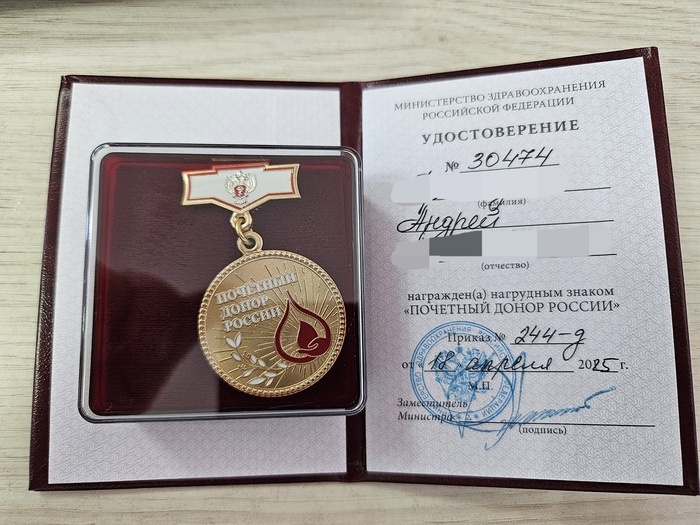 ПОЧЕТНЫЙ
ДОНОР
РОССИИ
МИНИСТЕРСТВО ЗДРАВООХРАНЕНИЯ
РОССИЙСКОЙ ФЕДЕРАЦИИ
УДОСТОВЕРЕНИЕ
№ 30474
(фамилия)
Андрей
(отчество)
награжден(а) нагрудным знаком
«ПОЧЕТНЫЙ ДОНОР РОССИИ»
Приказ № 244-д
от 18 апреля 2025 г.
М.П.
Заместитель
Министра
(подпись)